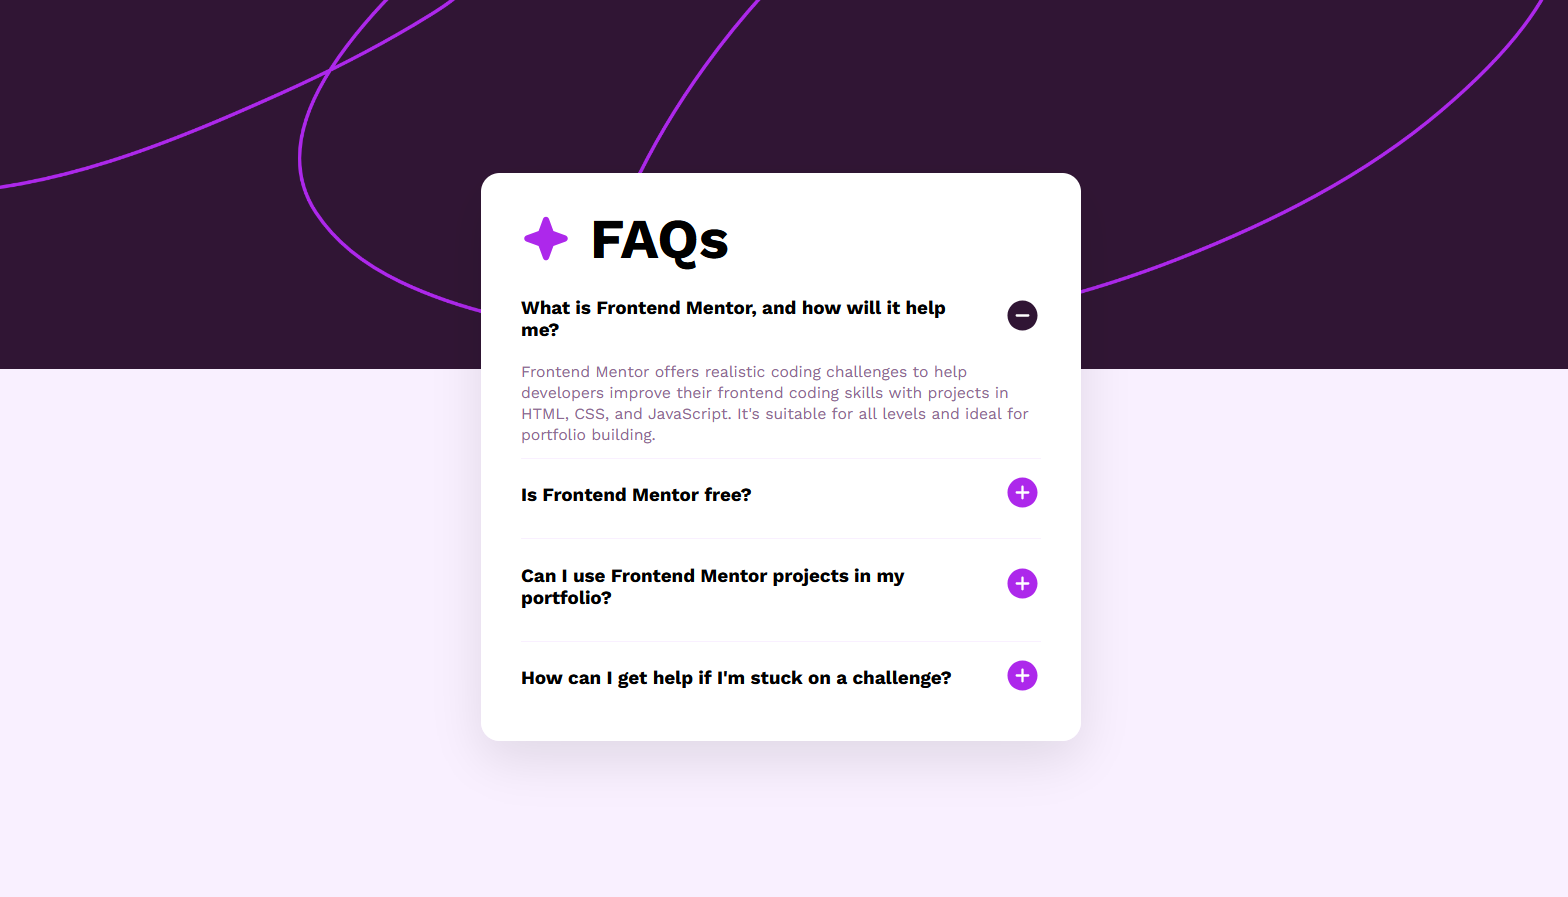 FAQs
What is Frontend Mentor, and how will it help
me?
Frontend Mentor offers realistic coding challenges to help
developers improve their frontend coding skills with projects in
HTML, CSS, and JavaScript. It's suitable for all levels and ideal for
portfolio building.
Is Frontend Mentor free?
Can I use Frontend Mentor projects in my
portfolio?
How can I get help if I'm stuck on a challenge?